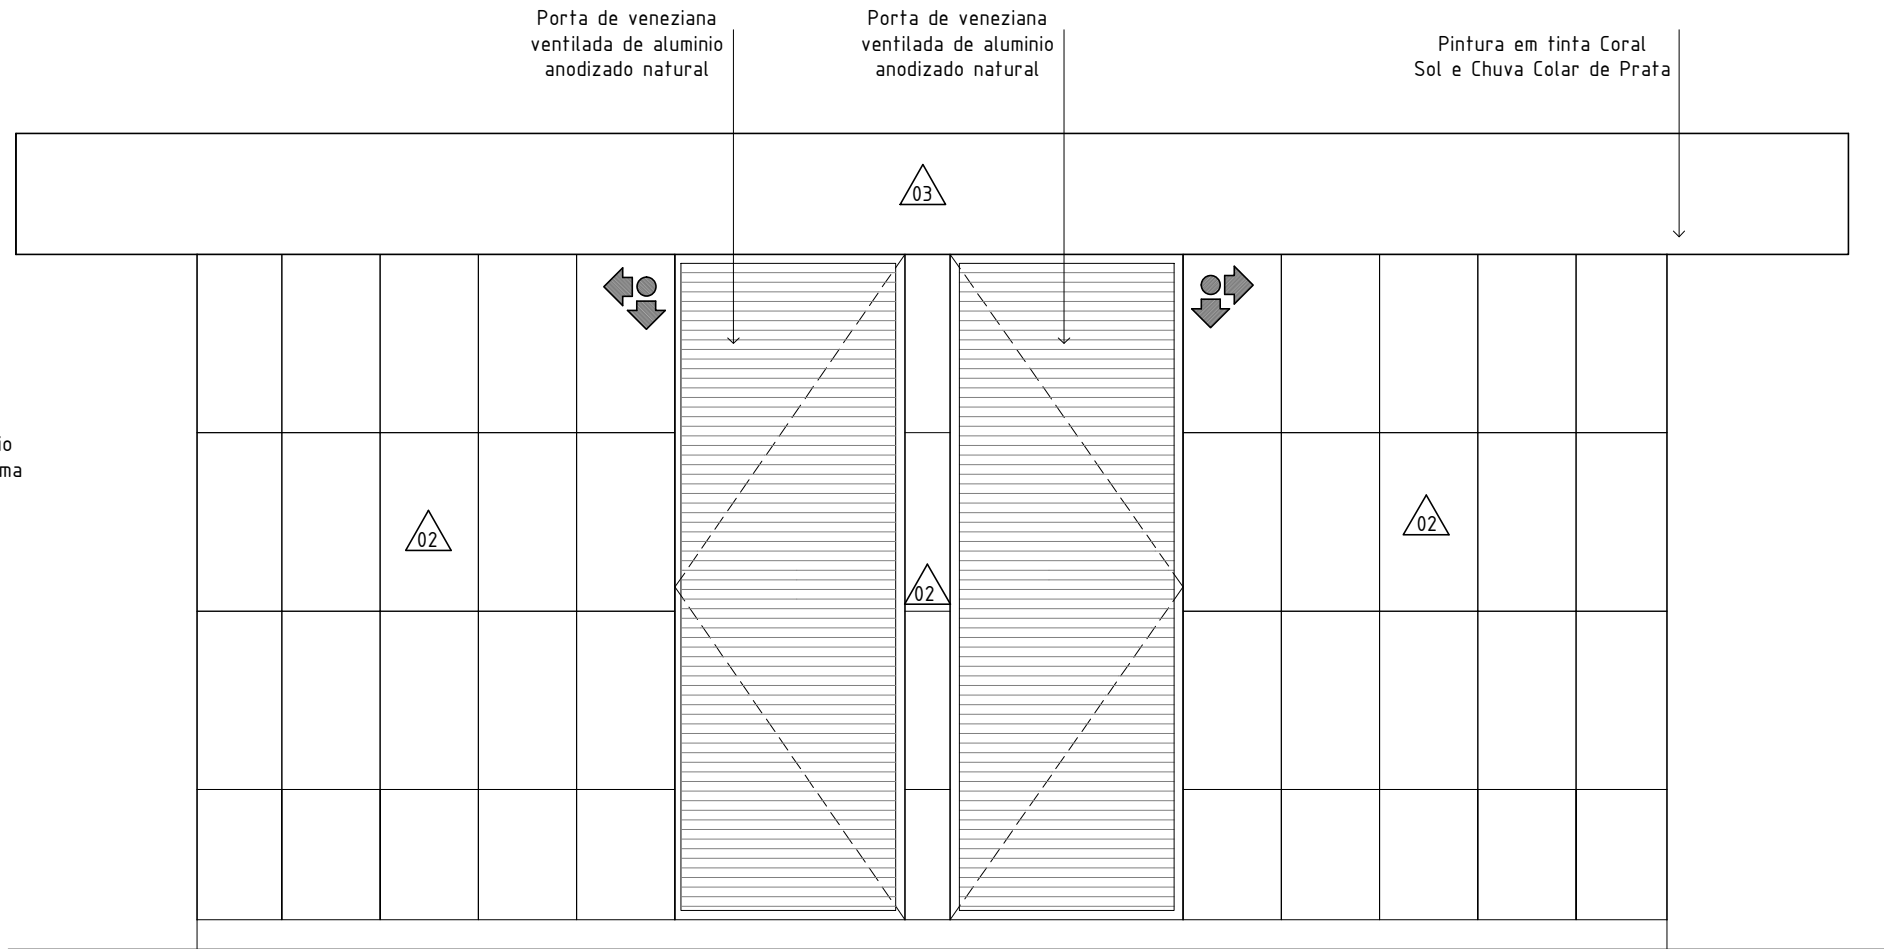 Porta de veneziana
ventilada de aluminio
anodizado natural
Porta de veneziana
ventilada de aluminio
anodizado natural
Pintura em tinta Coral
Sol e Chuva Colar de Prata
03
02
02
02